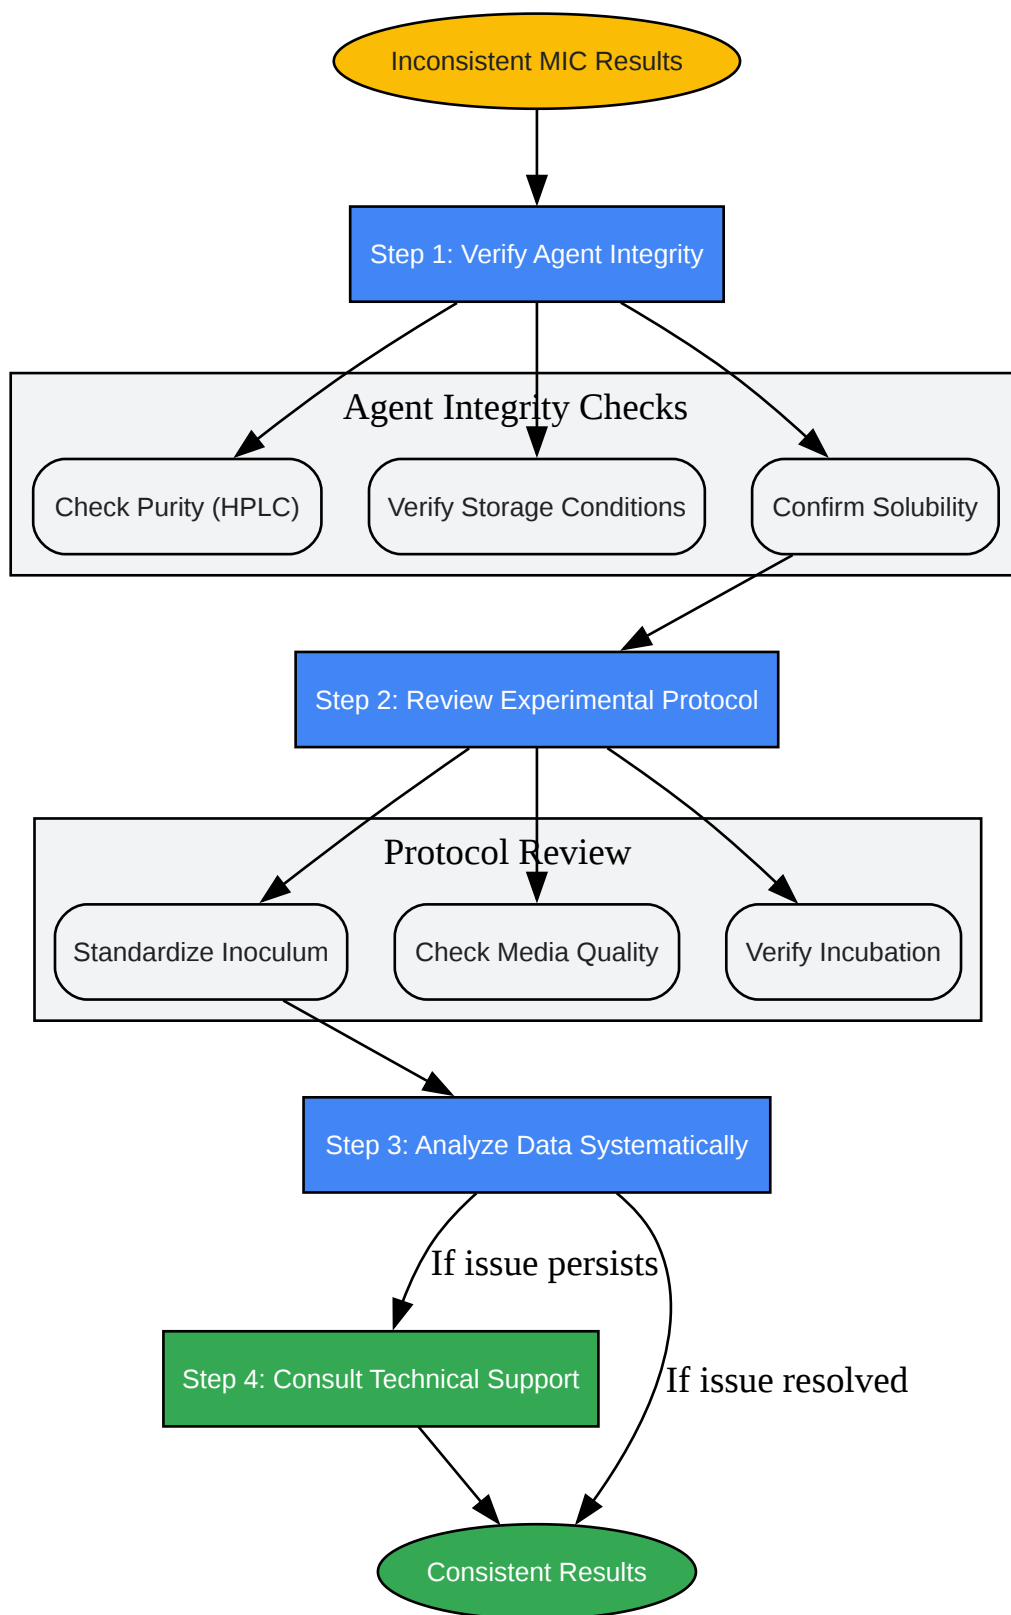 Inconsistent MIC Results
Step 1: Verify Agent Integrity
Agent Integrity Checks
Check Purity (HPLC)
Verify Storage Conditions
Confirm Solubility
Step 2: Review Experimental Protocol
Protocol Review
Standardize Inoculum
Check Media Quality
Verify Incubation
Step 3: Analyze Data Systematically
If issue persists
Step 4: Consult Technical Support
If issue resolved
Consistent Results